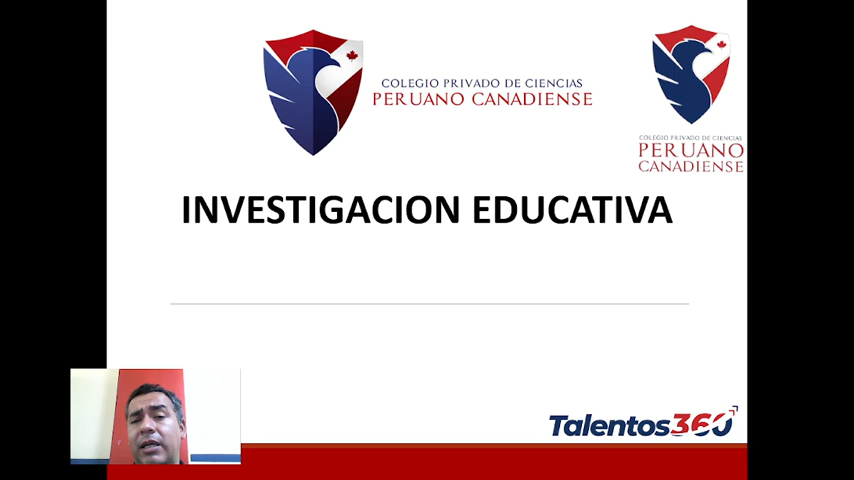 COLEGIO PRIVADO DE CIENCIAS
PERUANO CANADIENSE
COLEGIO PRIVADO DE CIENCIAS
PERUANO
CANADIENSE
INVESTIGACION EDUCATIVA
Talentos360